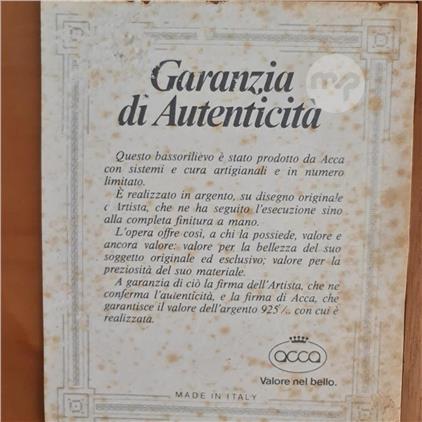 Garanzia
di Autenticità
Questo bassorilievo è stato prodotto da Acca
con sistemi e cura artigianali e in numero
limitato.
È realizzato in argento, su disegno originale
Artista, che ne ha seguito l'esecuzione sino
alla completa finitura a mano.
L'opera offre così, a chi la possiede, valore e
ancora valore: valore per la bellezza del suo
soggetto originale ed esclusivo; valore per la
preziosità del suo materiale.
A garanzia di ciò la firma dell'Artista, che ne
conferma l'autenticità, e la firma di Acca, che
garantisce il valore dell'argento 925 /.. con cui è
realizzata.
acca
Valore nel bello.
MADE IN ITALY